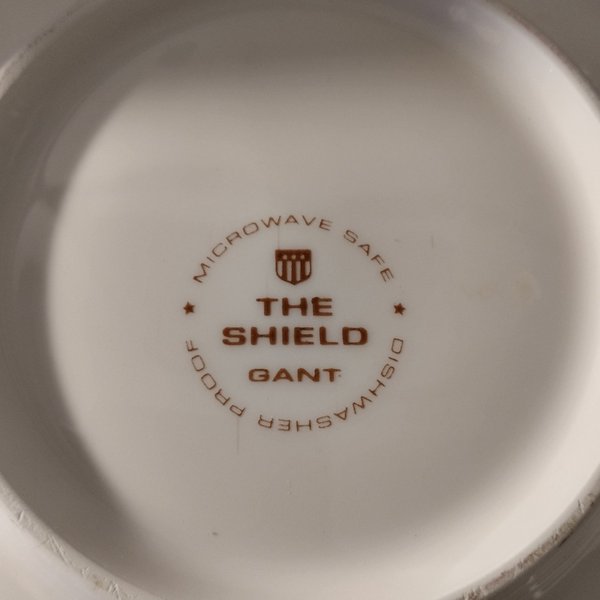 MICROWAVE SAFE
THE
SHIELD
GANT
DISHWASHER PROOF